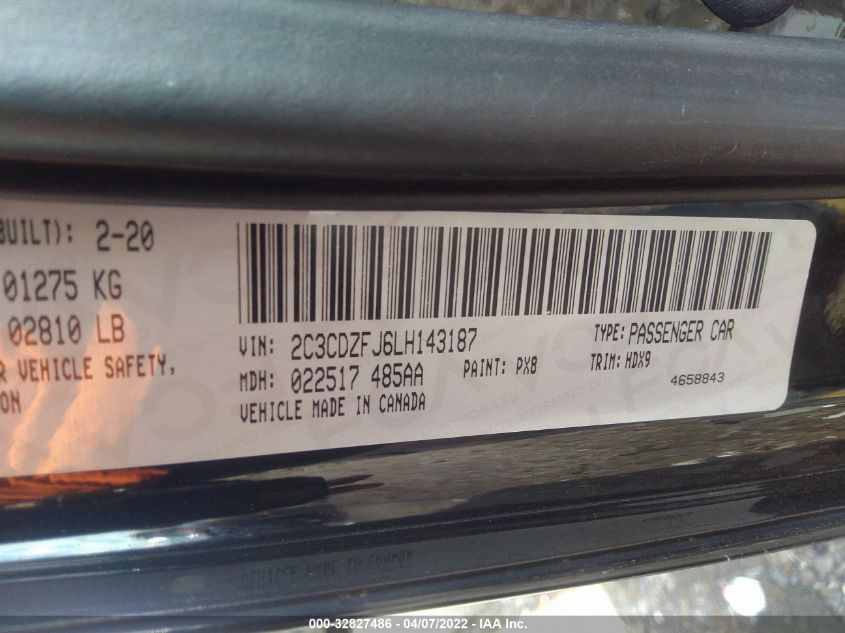 BUILT): 2-20
01275 KG
02810 LB
R VEHICLE SAFETY,
ON
VIN: 2C3CDZFJ6LH143187 TYPE: PASSENGER CAR
MDH: 022517 485AA PAINT: PX8 TRIM: HDX9
VEHICLE MADE IN CANADA 4658843
000-32827486 - 04/07/2022 - IAA Inc.